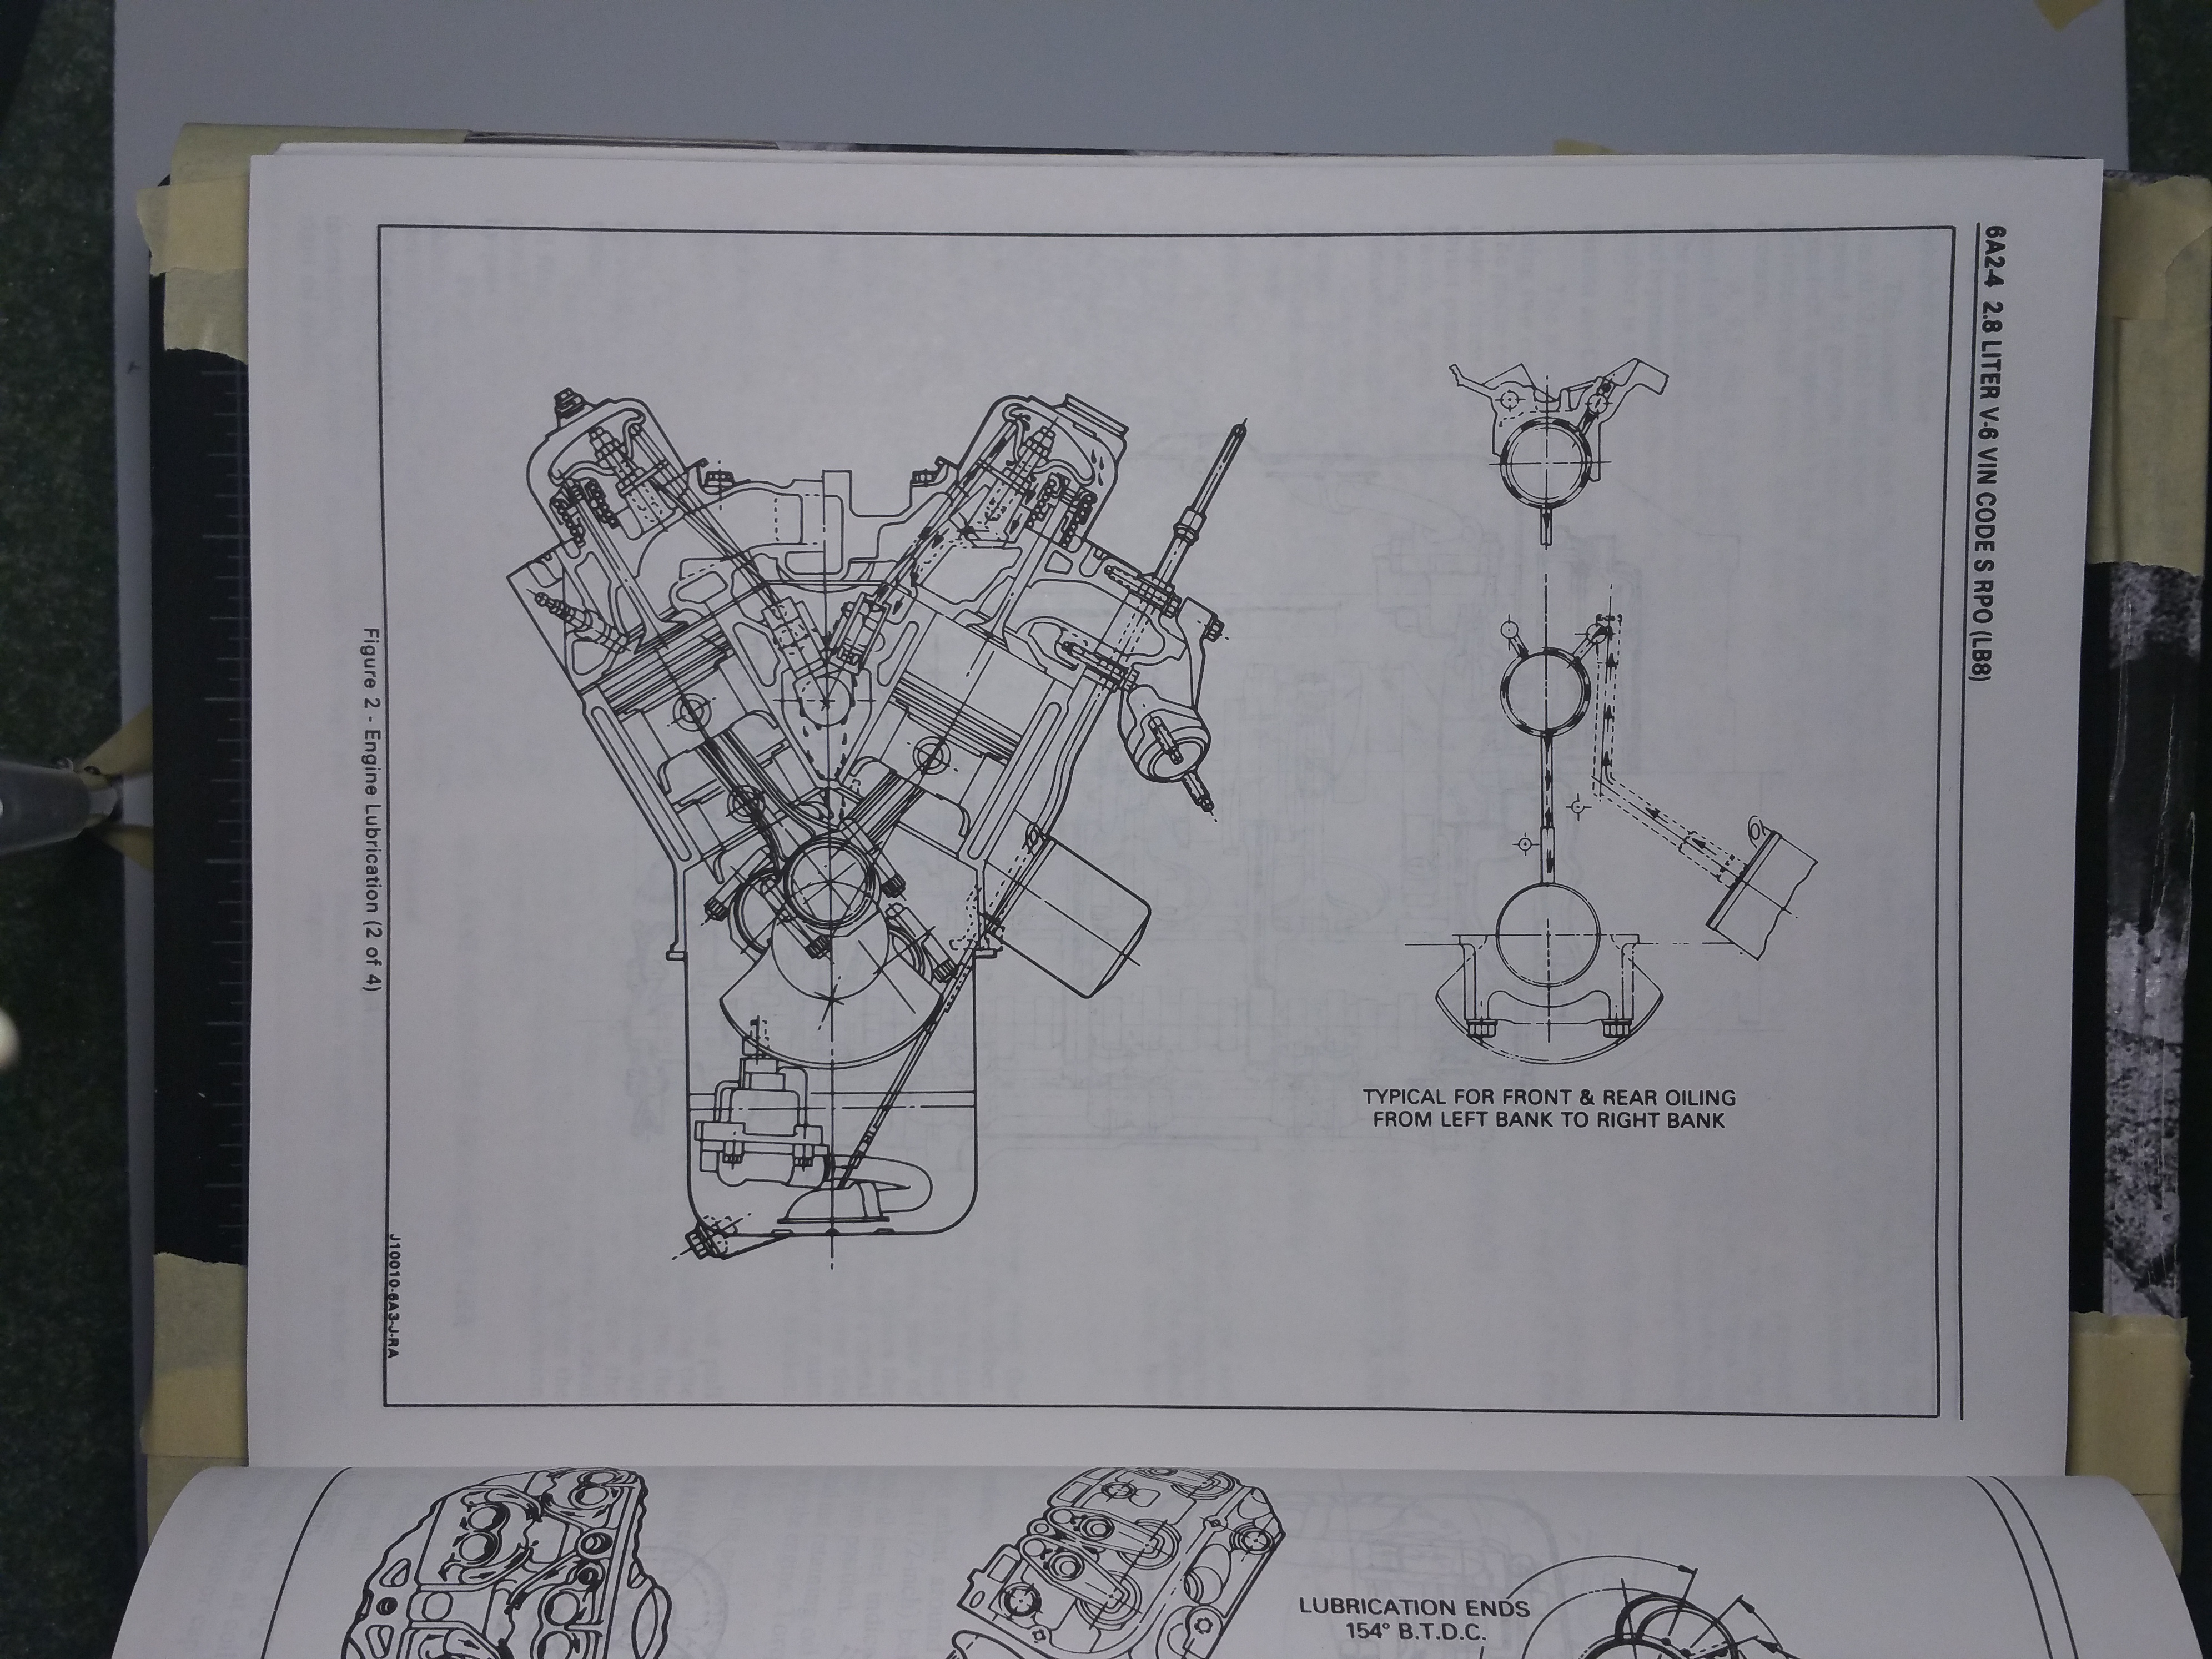 6A2-4 2.8 LITER V-6 VIN CODE S RPO (LB8)
TYPICAL FOR FRONT & REAR OILING
FROM LEFT BANK TO RIGHT BANK
J10010-6A3-J-RA
Figure 2 - Engine Lubrication (2 of 4)
LUBRICATION ENDS
154° B.T.D.C.